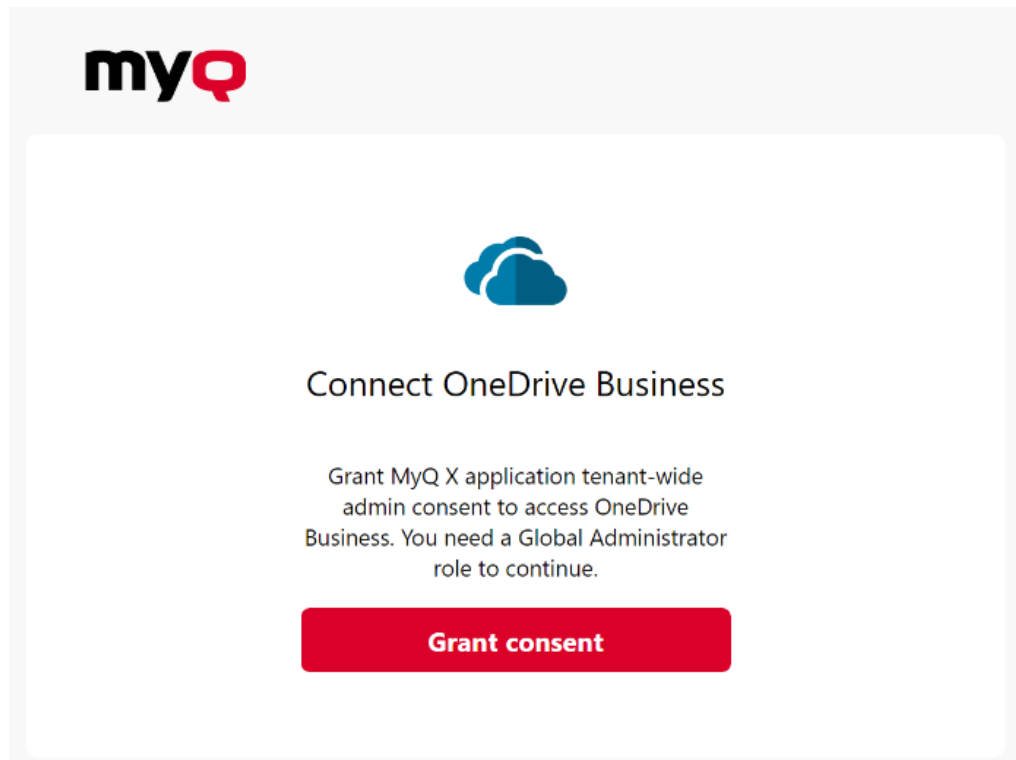 myQ
Connect OneDrive Business
Grant MyQ X application tenant-wide
admin consent to access OneDrive
Business. You need a Global Administrator
role to continue.
Grant consent